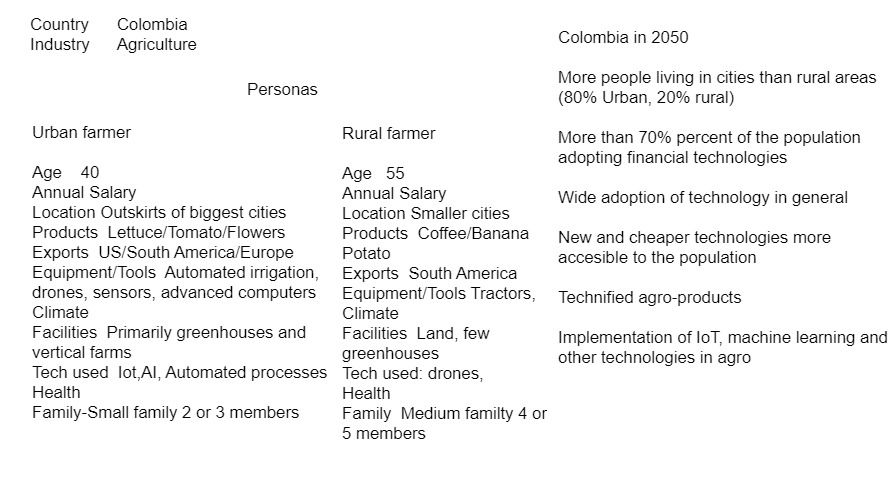 Country Colombia
Industry Agriculture
Personas
Urban farmer
Age 40
Annual Salary
Location Outskirts of biggest cities
Products Lettuce/Tomato/Flowers
Exports US/South America/Europe
Equipment/Tools Automated irrigation,
drones, sensors, advanced computers
Climate
Facilities Primarily greenhouses and
vertical farms
Tech used Iot,AI, Automated processes
Health
Family-Small family 2 or 3 members
Rural farmer
Age 55
Annual Salary
Location Smaller cities
Products Coffee/Banana
Potato
Exports South America
Equipment/Tools Tractors,
Climate
Facilities Land, few
greenhouses
Tech used: drones,
Health
Family Medium familty 4 or
5 members
Colombia in 2050
More people living in cities than rural areas
(80% Urban, 20% rural)
More than 70% percent of the population
adopting financial technologies
Wide adoption of technology in general
New and cheaper technologies more
accesible to the population
Technified agro-products
Implementation of IoT, machine learning and
other technologies in agro